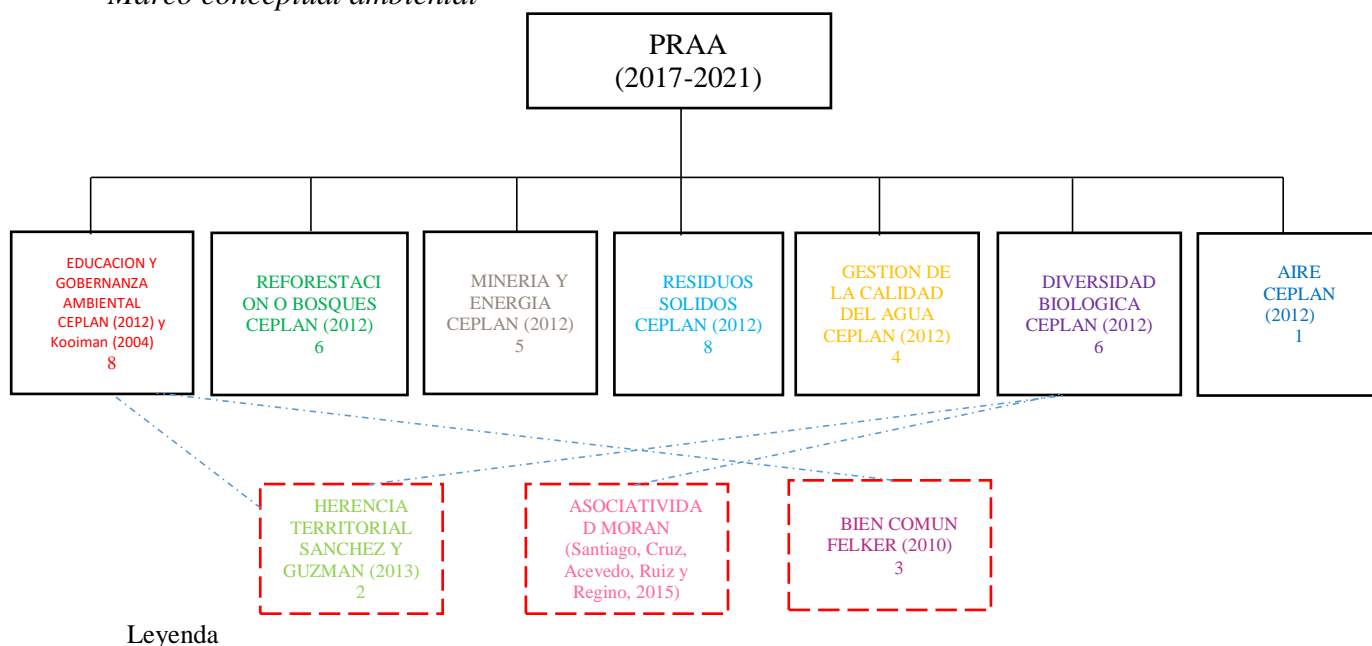 Marco conceptual ambiental
PRAA
(2017-2021)
EDUCACION Y
GOBERNANZA
AMBIENTAL
CEPLAN (2012) y
Kooiman (2004)
8
REFORESTACI
ON O BOSQUES
CEPLAN (2012)
6
MINERIA Y
ENERGIA
CEPLAN (2012)
5
RESIDUOS
SOLIDOS
CEPLAN (2012)
8
GESTION DE
LA CALIDAD
DEL AGUA
CEPLAN (2012)
4
DIVERSIDAD
BIOLOGICA
CEPLAN (2012)
6
AIRE
CEPLAN
(2012)
1
HERENCIA
TERRITORIAL
SANCHEZ Y
GUZMAN (2013)
2
ASOCIATIVIDA
D MORAN
(Santiago, Cruz,
Acevedo, Ruiz y
Regino, 2015)
BIEN COMUN
FELKER (2010)
3
Leyenda